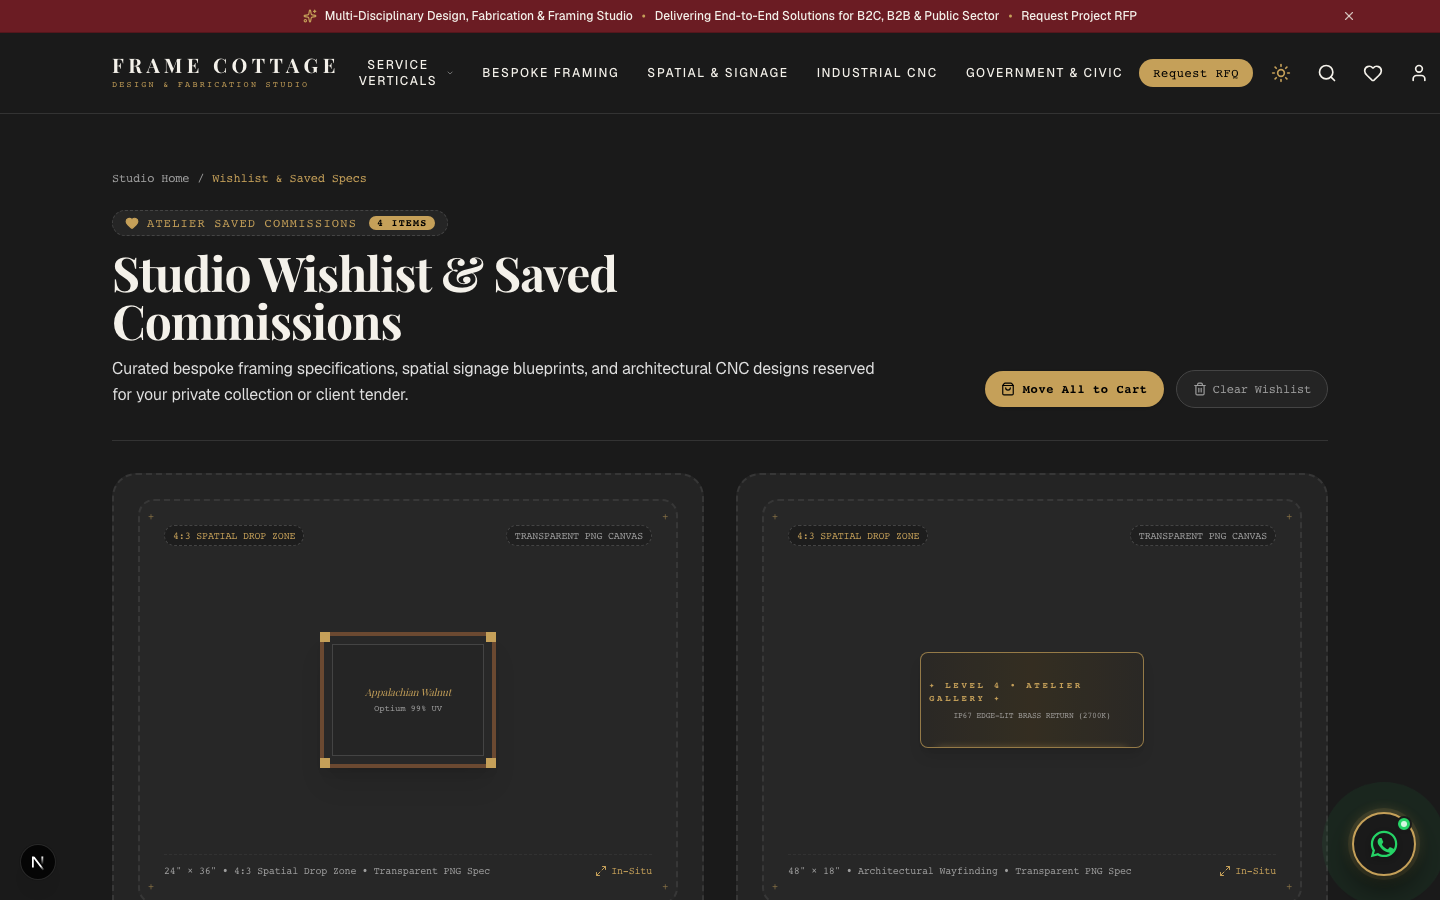 Multi-Disciplinary Design, Fabrication & Framing Studio • Delivering End-to-End Solutions for B2C, B2B & Public Sector • Request Project RFP
FRAME COTTAGE
DESIGN & FABRICATION STUDIO
SERVICE
VERTICALS
BESPOKE FRAMING
SPATIAL & SIGNAGE
INDUSTRIAL CNC
GOVERNMENT & CIVIC
Request RFQ
Studio Home / Wishlist & Saved Specs
ATELIER SAVED COMMISSIONS 4 ITEMS
Studio Wishlist & Saved
Commissions
Curated bespoke framing specifications, spatial signage blueprints, and architectural CNC designs reserved
for your private collection or client tender.
Move All to Cart
Clear Wishlist
4:3 SPATIAL DROP ZONE
TRANSPARENT PNG CANVAS
Appalachian Walnut
Optium 99% UV
24" × 36" • 4:3 Spatial Drop Zone • Transparent PNG Spec
In-Situ
4:3 SPATIAL DROP ZONE
TRANSPARENT PNG CANVAS
✦ LEVEL 4 • ATELIER
GALLERY ✦
IP67 EDGE-LIT BRASS RETURN (2700K)
48" × 18" • Architectural Wayfinding • Transparent PNG Spec
In-Situ
N